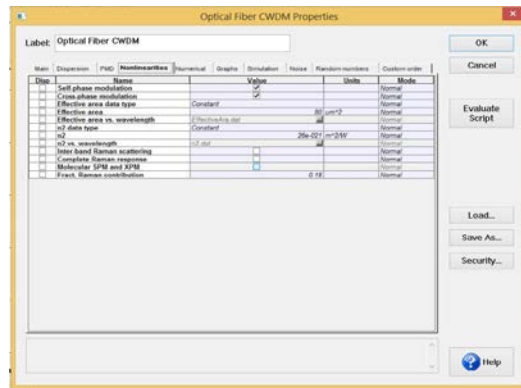 Optical Fiber CWDM Properties
Label: Optical Fiber CWDM
OK
Cancel
Evaluate Script
Load...
Save As...
Security...
Help
Main Dispersion PMD Nonlinearities Numerical Graphs Simulation Noise Random numbers Custom order
Disp Name Value Units Mode
Self-phase modulation Normal
Cross-phase modulation Normal
Effective area data type Constant Normal
Effective area 80 um^2 Normal
Effective area vs. wavelength EffectiveArea.dat Normal
n2 data type Constant Normal
n2 26e-021 m^2/W Normal
n2 vs. wavelength n2.dat Normal
Inter-band Raman scattering Normal
Complete Raman response Normal
Molecular SPM and XPM Normal
Fract. Raman contribution 0.18 Normal